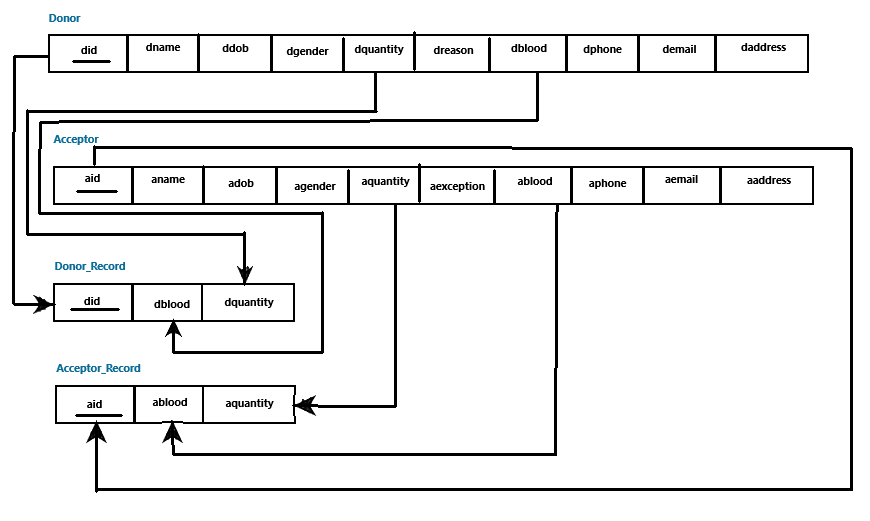 Donor
did dname ddob dgender dquantity dreason dblood dphone demail daddress
Acceptor
aid aname adob agender aquantity aexception ablood aphone aemail aaddress
Donor_Record
did dblood dquantity
Acceptor_Record
aid ablood aquantity